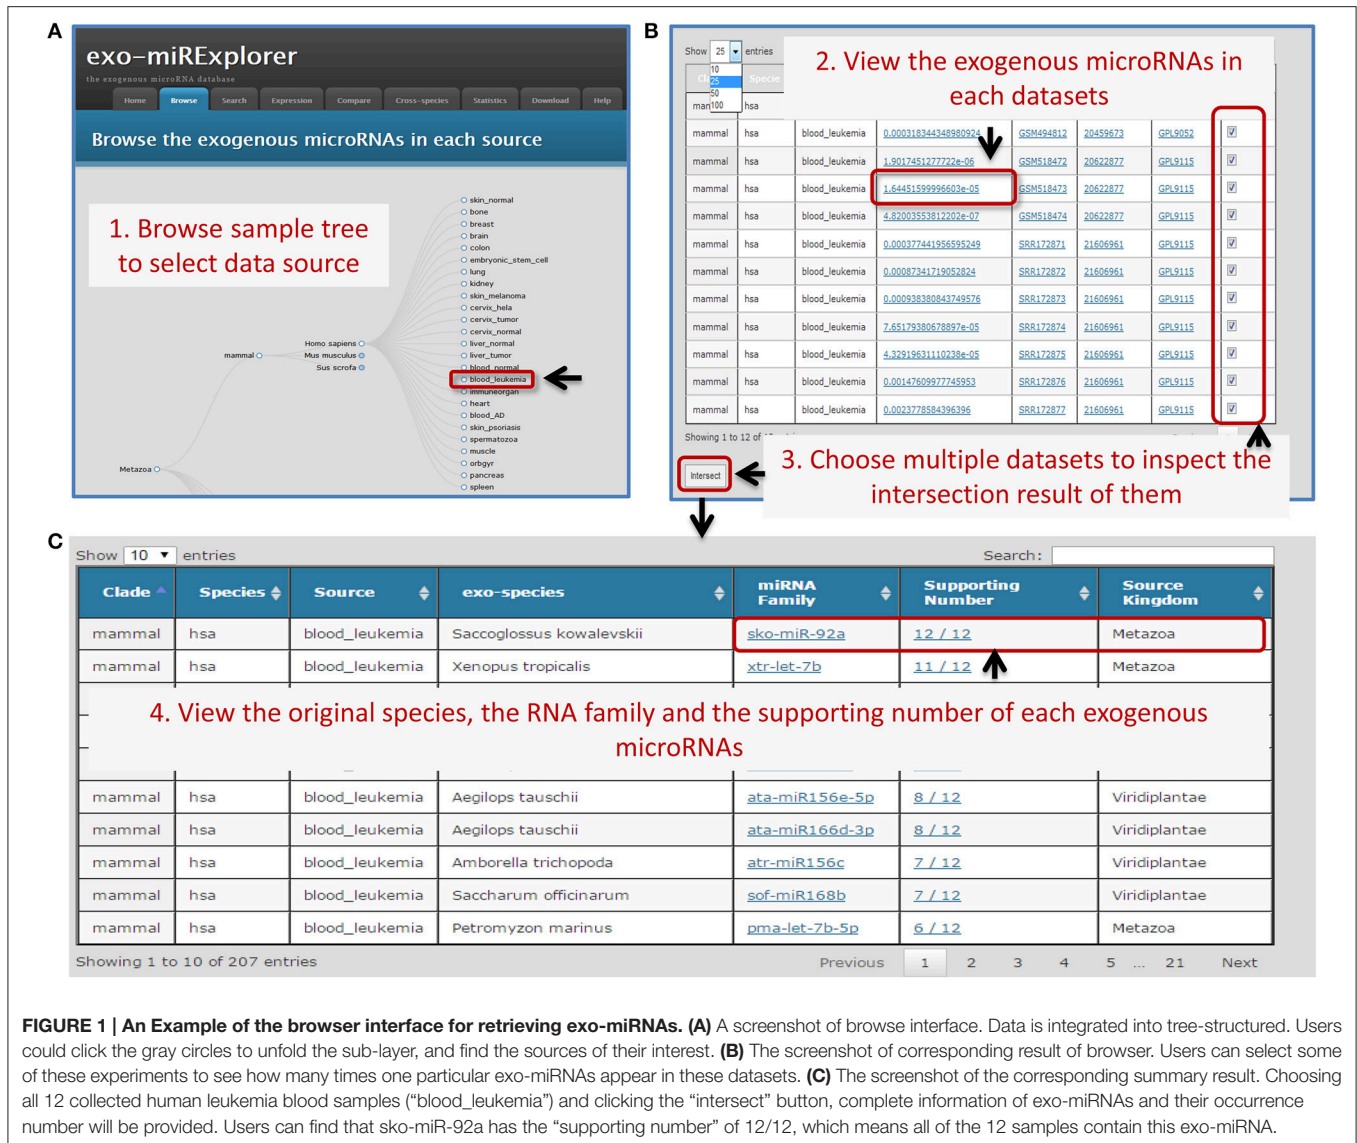 A
exo-miRExplorer
the exogenous microRNA database
Home Browse Search Expression Compare Cross-species Statistics Download Help
Browse the exogenous microRNAs in each source
1. Browse sample tree
to select data source
skin_normal
bone
breast
brain
colon
embryonic_stem_cell
lung
kidney
skin_melanoma
cervix_hela
cervix_tumor
cervix_normal
liver_normal
liver_tumor
blood_normal
blood_leukemia
immuneorgan
heart
blood_AD
skin_psoriasis
spermatozoa
muscle
orbgyr
pancreas
spleen
Homo sapiens
Mus musculus
Sus scrofa
mammal
Metazoa
B
Show 25 entries
10
25
50
100
2. View the exogenous microRNAs in
each datasets
hsa
mammal hsa blood_leukemia 0.000318344348980924 GSM494812 20459673 GPL9052
mammal hsa blood_leukemia 1.9017451277722e-06 GSM518472 20622877 GPL9115
mammal hsa blood_leukemia 1.64451599996603e-05 GSM518473 20622877 GPL9115
mammal hsa blood_leukemia 4.82003553812202e-07 GSM518474 20622877 GPL9115
mammal hsa blood_leukemia 0.000377441956595249 SRR172871 21606961 GPL9115
mammal hsa blood_leukemia 0.00087341719052824 SRR172872 21606961 GPL9115
mammal hsa blood_leukemia 0.000938380843749576 SRR172873 21606961 GPL9115
mammal hsa blood_leukemia 7.65179380678897e-05 SRR172874 21606961 GPL9115
mammal hsa blood_leukemia 4.32919631110238e-05 SRR172875 21606961 GPL9115
mammal hsa blood_leukemia 0.00147609977745953 SRR172876 21606961 GPL9115
mammal hsa blood_leukemia 0.0023778584396396 SRR172877 21606961 GPL9115
Showing 1 to 12 of
Intersect
3. Choose multiple datasets to inspect the
intersection result of them
C
Show 10 entries Search:
Clade Species Source exo-species miRNA Family Supporting Number Source Kingdom
mammal hsa blood_leukemia Saccoglossus kowalevskii sko-miR-92a 12 / 12 Metazoa
mammal hsa blood_leukemia Xenopus tropicalis xtr-let-7b 11 / 12 Metazoa
4. View the original species, the RNA family and the supporting number of each exogenous
microRNAs
mammal hsa blood_leukemia Aegilops tauschii ata-miR156e-5p 8 / 12 Viridiplantae
mammal hsa blood_leukemia Aegilops tauschii ata-miR166d-3p 8 / 12 Viridiplantae
mammal hsa blood_leukemia Amborella trichopoda atr-miR156c 7 / 12 Viridiplantae
mammal hsa blood_leukemia Saccharum officinarum sof-miR168b 7 / 12 Viridiplantae
mammal hsa blood_leukemia Petromyzon marinus pma-let-7b-5p 6 / 12 Metazoa
Showing 1 to 10 of 207 entries Previous 1 2 3 4 5 ... 21 Next
FIGURE 1 | An Example of the browser interface for retrieving exo-miRNAs. (A) A screenshot of browse interface. Data is integrated into tree-structured. Users
could click the gray circles to unfold the sub-layer, and find the sources of their interest. (B) The screenshot of corresponding result of browser. Users can select some
of these experiments to see how many times one particular exo-miRNAs appear in these datasets. (C) The screenshot of the corresponding summary result. Choosing
all 12 collected human leukemia blood samples (“blood_leukemia”) and clicking the “intersect” button, complete information of exo-miRNAs and their occurrence
number will be provided. Users can find that sko-miR-92a has the “supporting number” of 12/12, which means all of the 12 samples contain this exo-miRNA.